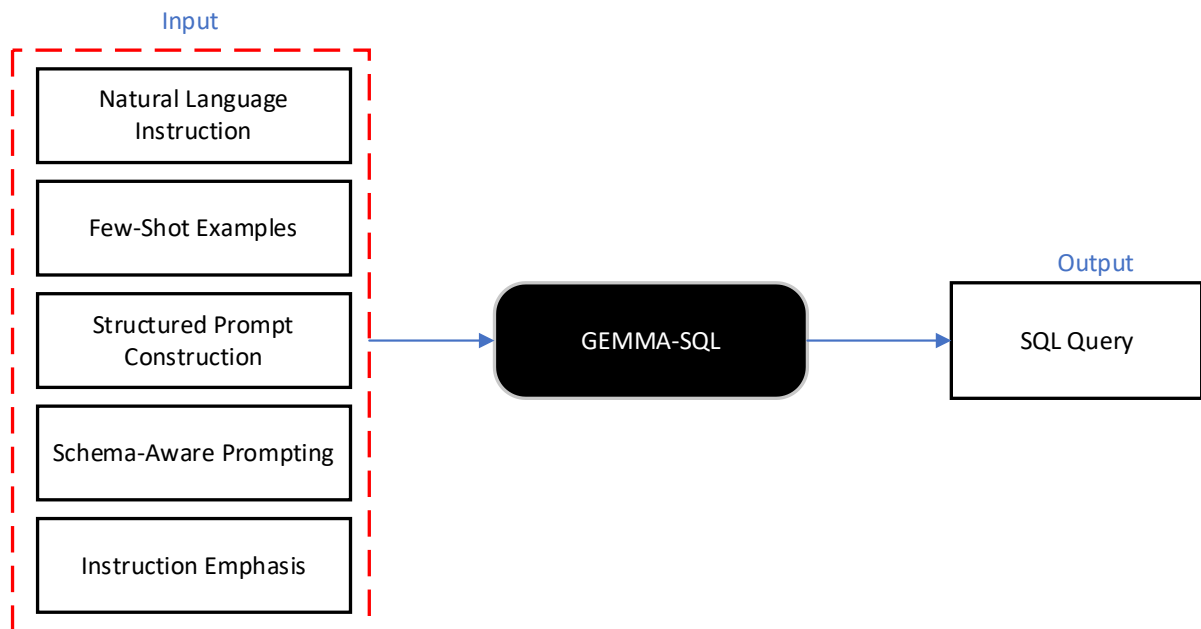 Input
Natural Language
Instruction
Few-Shot Examples
Structured Prompt
Construction
Schema-Aware Prompting
Instruction Emphasis
GEMMA-SQL
Output
SQL Query